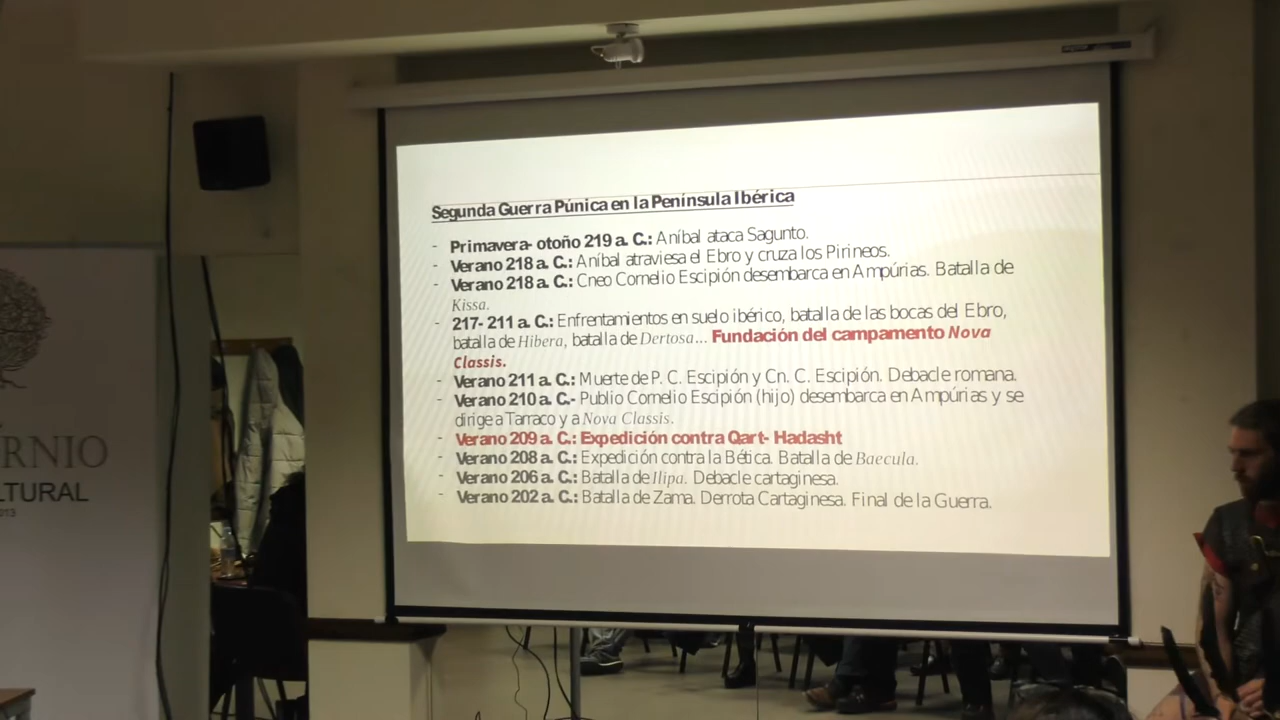 Segunda Guerra Púnica en la Península Ibérica
- Primavera- otoño 219 a. C.: Aníbal ataca Sagunto.
- Verano 218 a. C.: Aníbal atraviesa el Ebro y cruza los Pirineos.
- Verano 218 a. C.: Cneo Cornelio Escipión desembarca en Ampúrias. Batalla de
Kissa.
- 217- 211 a. C.: Enfrentamientos en suelo ibérico, batalla de las bocas del Ebro,
batalla de Hibera, batalla de Dertosa... Fundación del campamento Nova
Classis.
- Verano 211 a. C.: Muerte de P. C. Escipión y Cn. C. Escipión. Debacle romana.
- Verano 210 a. C.- Publio Cornelio Escipión (hijo) desembarca en Ampúrias y se
dirige a Tarraco y a Nova Classis.
- Verano 209 a. C.: Expedición contra Qart- Hadasht
- Verano 208 a. C.: Expedición contra la Bética. Batalla de Baecula.
- Verano 206 a. C.: Batalla de Ilipa. Debacle cartaginesa.
- Verano 202 a. C.: Batalla de Zama. Derrota Cartaginesa. Final de la Guerra.
RNIO
LTURAL
013